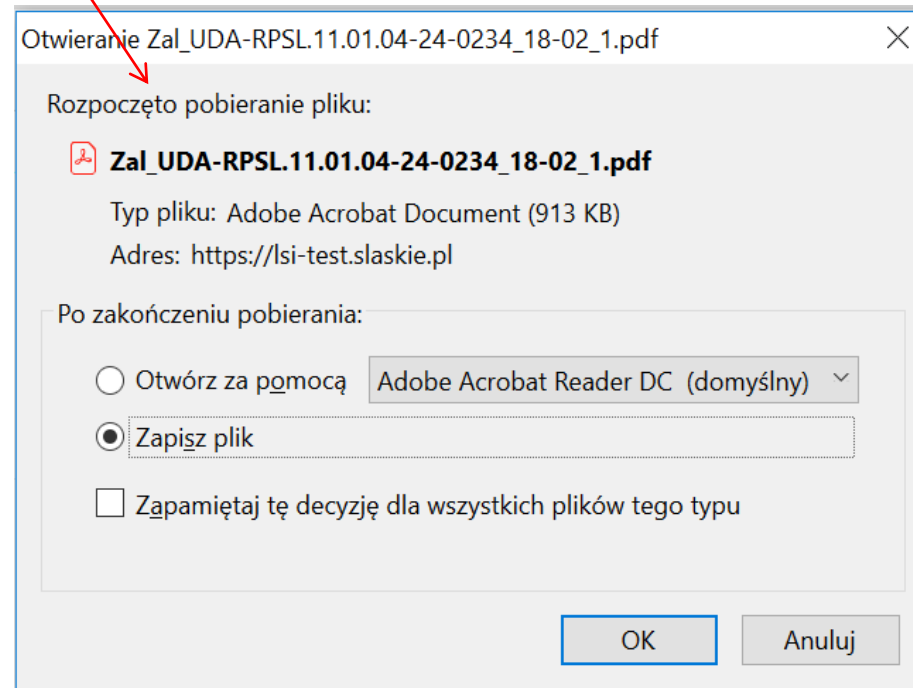 Otwieranie Zal_UDA-RPSL.11.01.04-24-0234_18-02_1.pdf
Rozpoczęto pobieranie pliku:
Zal_UDA-RPSL.11.01.04-24-0234_18-02_1.pdf
Typ pliku: Adobe Acrobat Document (913 KB)
Adres: https://lsi-test.slaskie.pl
Po zakończeniu pobierania:
Otwórz za pomocą Adobe Acrobat Reader DC (domyślny)
Zapisz plik
Zapamiętaj tę decyzję dla wszystkich plików tego typu
OK Anuluj